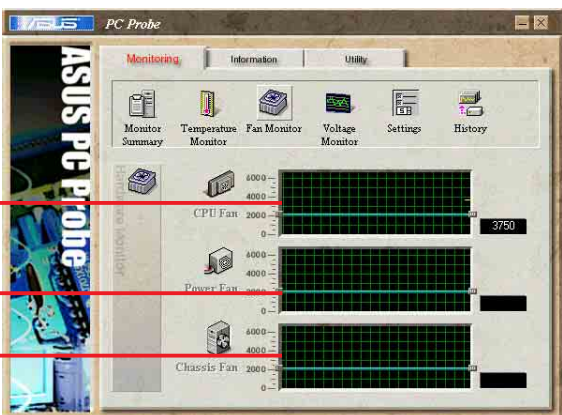 ASUS PC Probe
Monitoring
Information
Utility
Monitor Summary
Temperature Monitor
Fan Monitor
Voltage Monitor
Settings
History
ASUS PC Probe
Hardware Monitor
CPU Fan
6000
4000
2000
0
3750
Power Fan
6000
4000
2000
0
Chassis Fan
6000
4000
2000
0